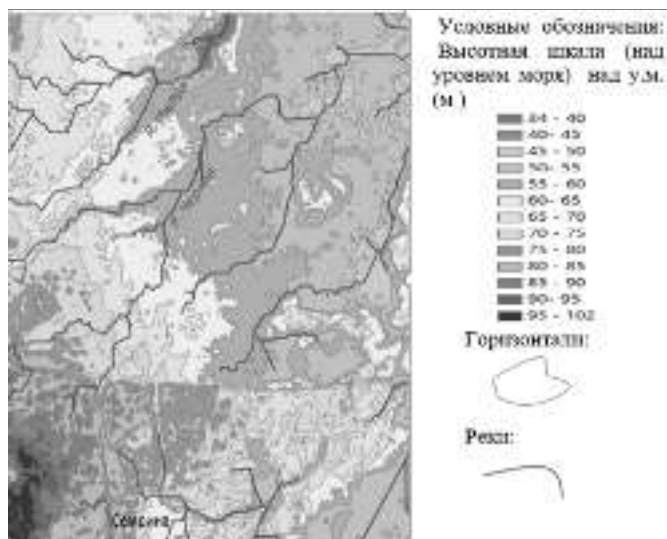 Условные обозначения:
Высотная шкала (над
уровнем моря) над у.м.
(м )
34 - 40
40- 45
45 - 50
50- 55
55 - 60
60- 65
65 - 70
70 - 75
75 - 80
80 - 85
85 - 90
90- 95
95 - 102
Горизонтали:
Реки: